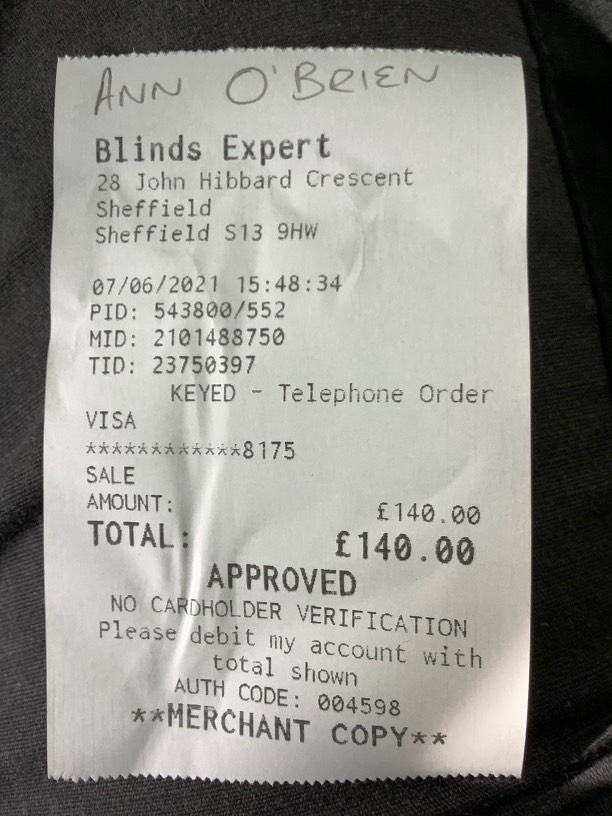 ANN O'BRIEN
Blinds Expert
28 John Hibbard Crescent
Sheffield
Sheffield S13 9HW
07/06/2021 15:48:34
PID: 543800/552
MID: 2101488750
TID: 23750397
KEYED - Telephone Order
VISA
************8175
SALE
AMOUNT: £140.00
TOTAL: £140.00
APPROVED
NO CARDHOLDER VERIFICATION
Please debit my account with
total shown
AUTH CODE: 004598
**MERCHANT COPY**